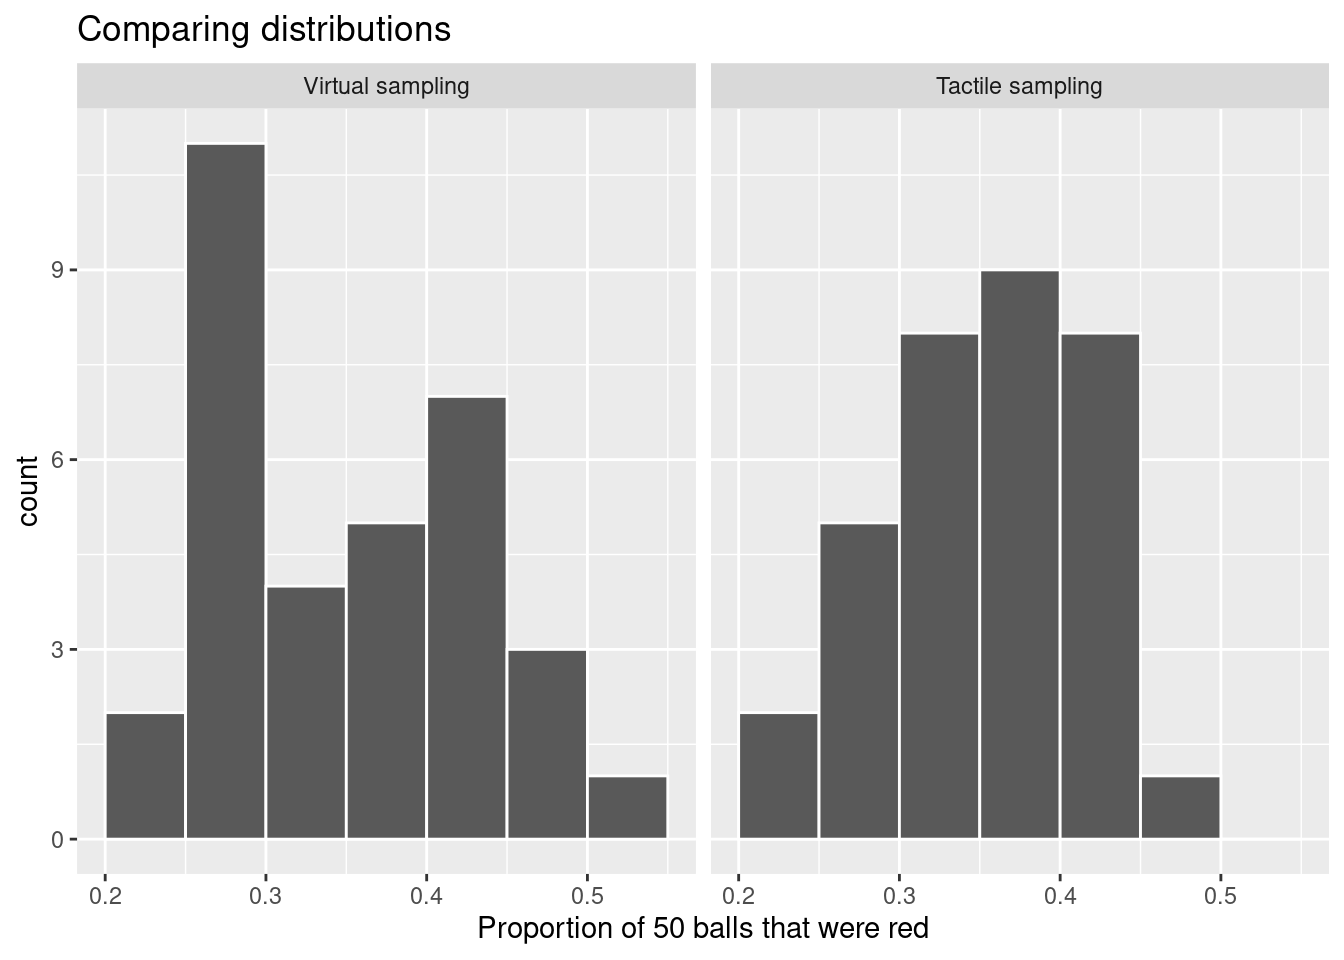 Comparing distributions
Virtual sampling
Tactile sampling
9
6
3
0
count
0.2
0.3
0.4
0.5
0.2
0.3
0.4
0.5
Proportion of 50 balls that were red